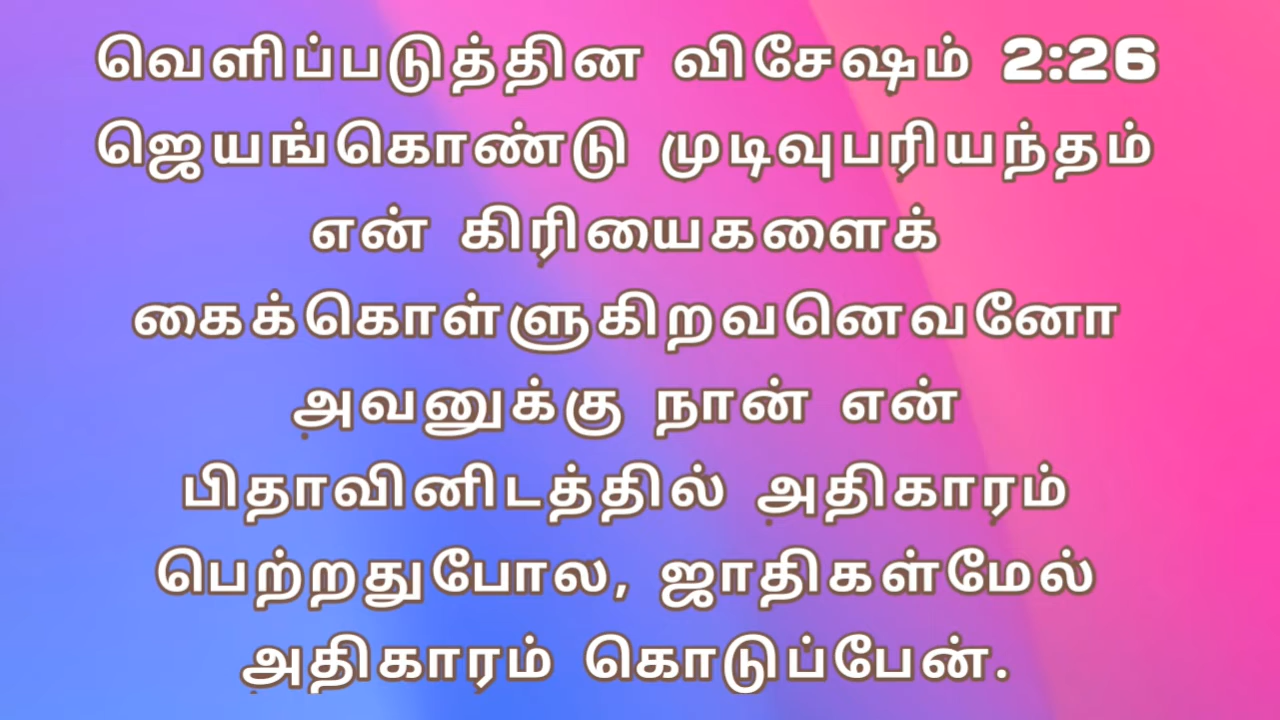 வெளிப்படுத்தின விசேஷம் 2:26
ஜெயங்கொண்டு முடிவுபரியந்தம்
என் கிரியைகளைக்
கைக்கொள்ளுகிறவனெவனோ
அவனுக்கு நான் என்
பிதாவினிடத்தில் அதிகாரம்
பெற்றதுபோல, ஜாதிகள்மேல்
அதிகாரம் கொடுப்பேன்.